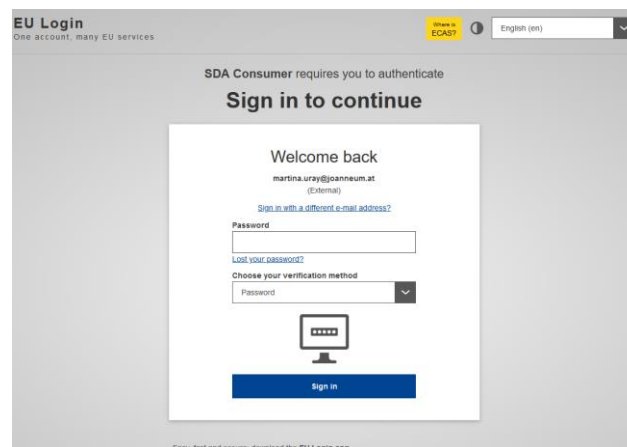 EU Login
One account, many EU services
Where is
ECAS?
English (en)
SDA Consumer requires you to authenticate
Sign in to continue
Welcome back
martina.uray@joanneum.at
(External)
Sign in with a different e-mail address?
Password
Lost your password?
Choose your verification method
Password
Sign in